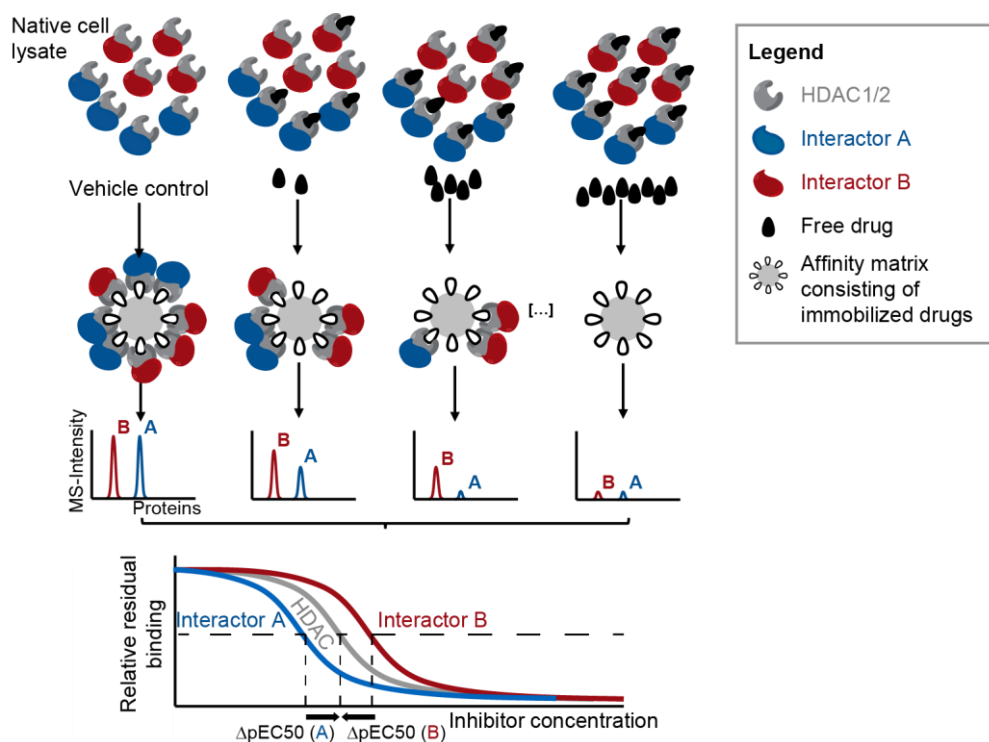 Native cell
lysate
Vehicle control
[...]
MS-Intensity
B
A
Proteins
B
A
B
A
B
A
Relative residual
binding
Interactor A
HDAC
Interactor B
Inhibitor concentration
ΔpEC50 (A)
ΔpEC50 (B)
Legend
HDAC1/2
Interactor A
Interactor B
Free drug
Affinity matrix
consisting of
immobilized drugs